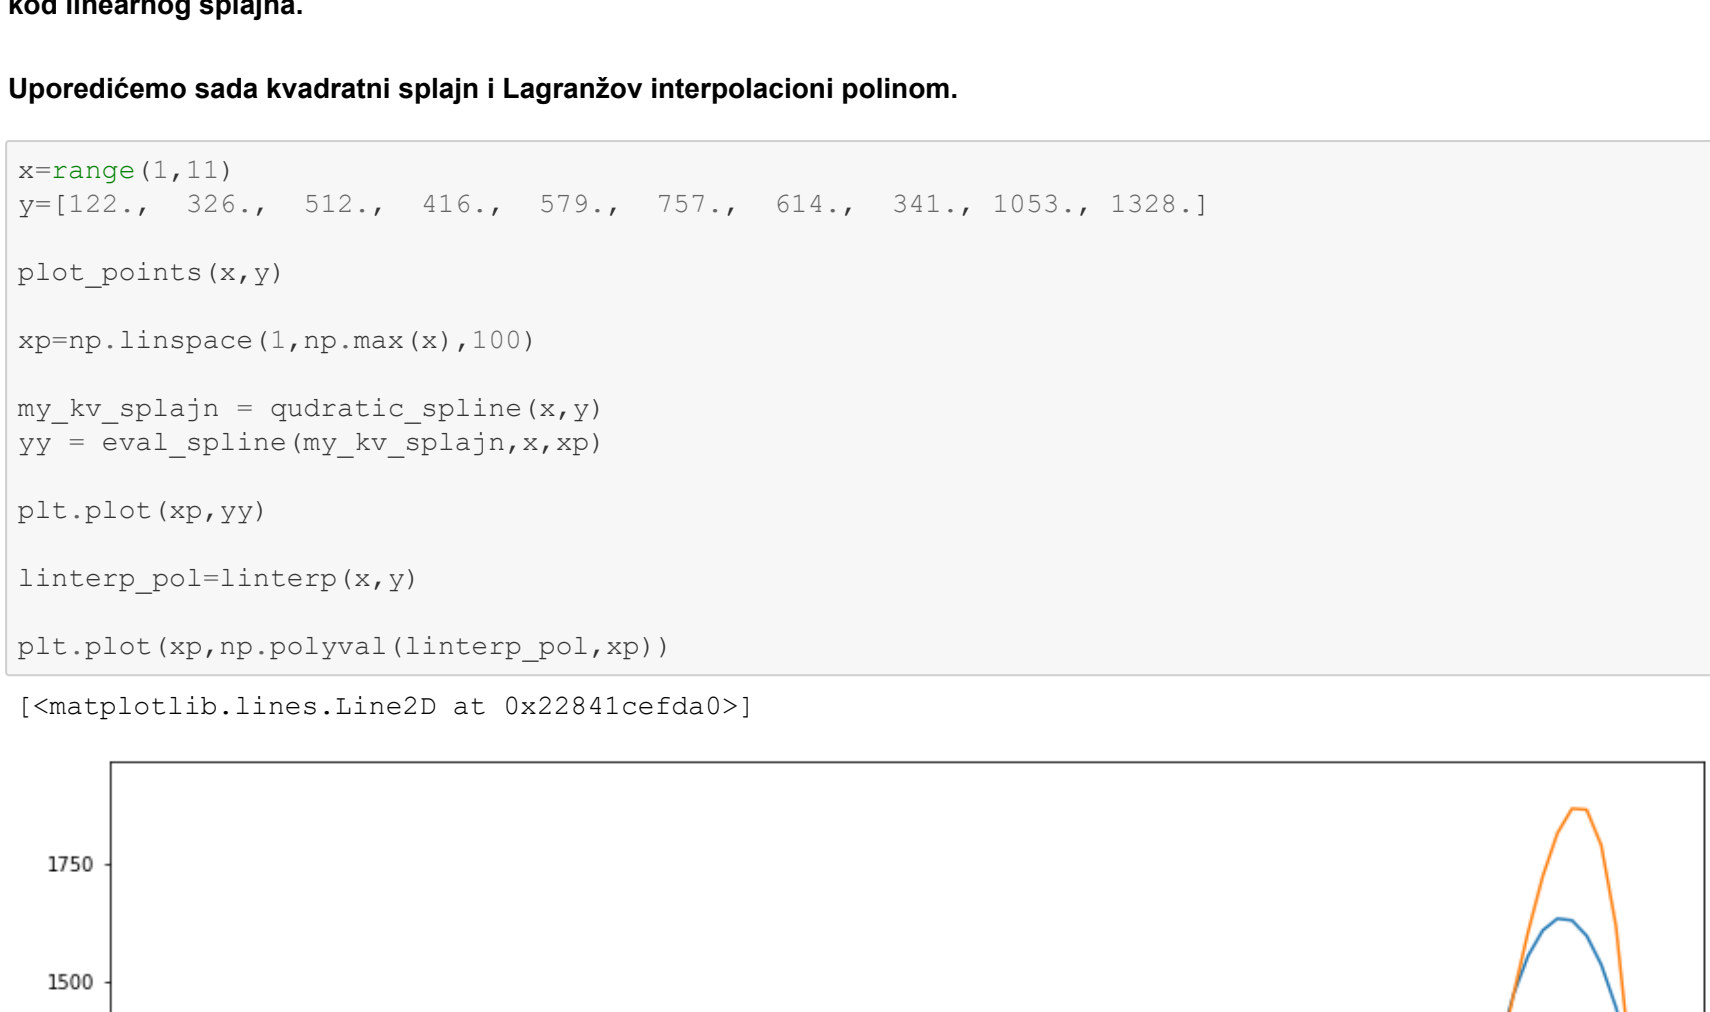 kod linearnog splajna.
Uporedićemo sada kvadratni splajn i Lagranžov interpolacioni polinom.
x=range(1,11)
y=[122.,  326.,  512.,  416.,  579.,  757.,  614.,  341., 1053., 1328.]
plot_points(x,y)
xp=np.linspace(1,np.max(x),100)
my_kv_splajn = qudratic_spline(x,y)
yy = eval_spline(my_kv_splajn,x,xp)
plt.plot(xp,yy)
linterp_pol=linterp(x,y)
plt.plot(xp,np.polyval(linterp_pol,xp))
[<matplotlib.lines.Line2D at 0x22841cefda0>]
1750
1500